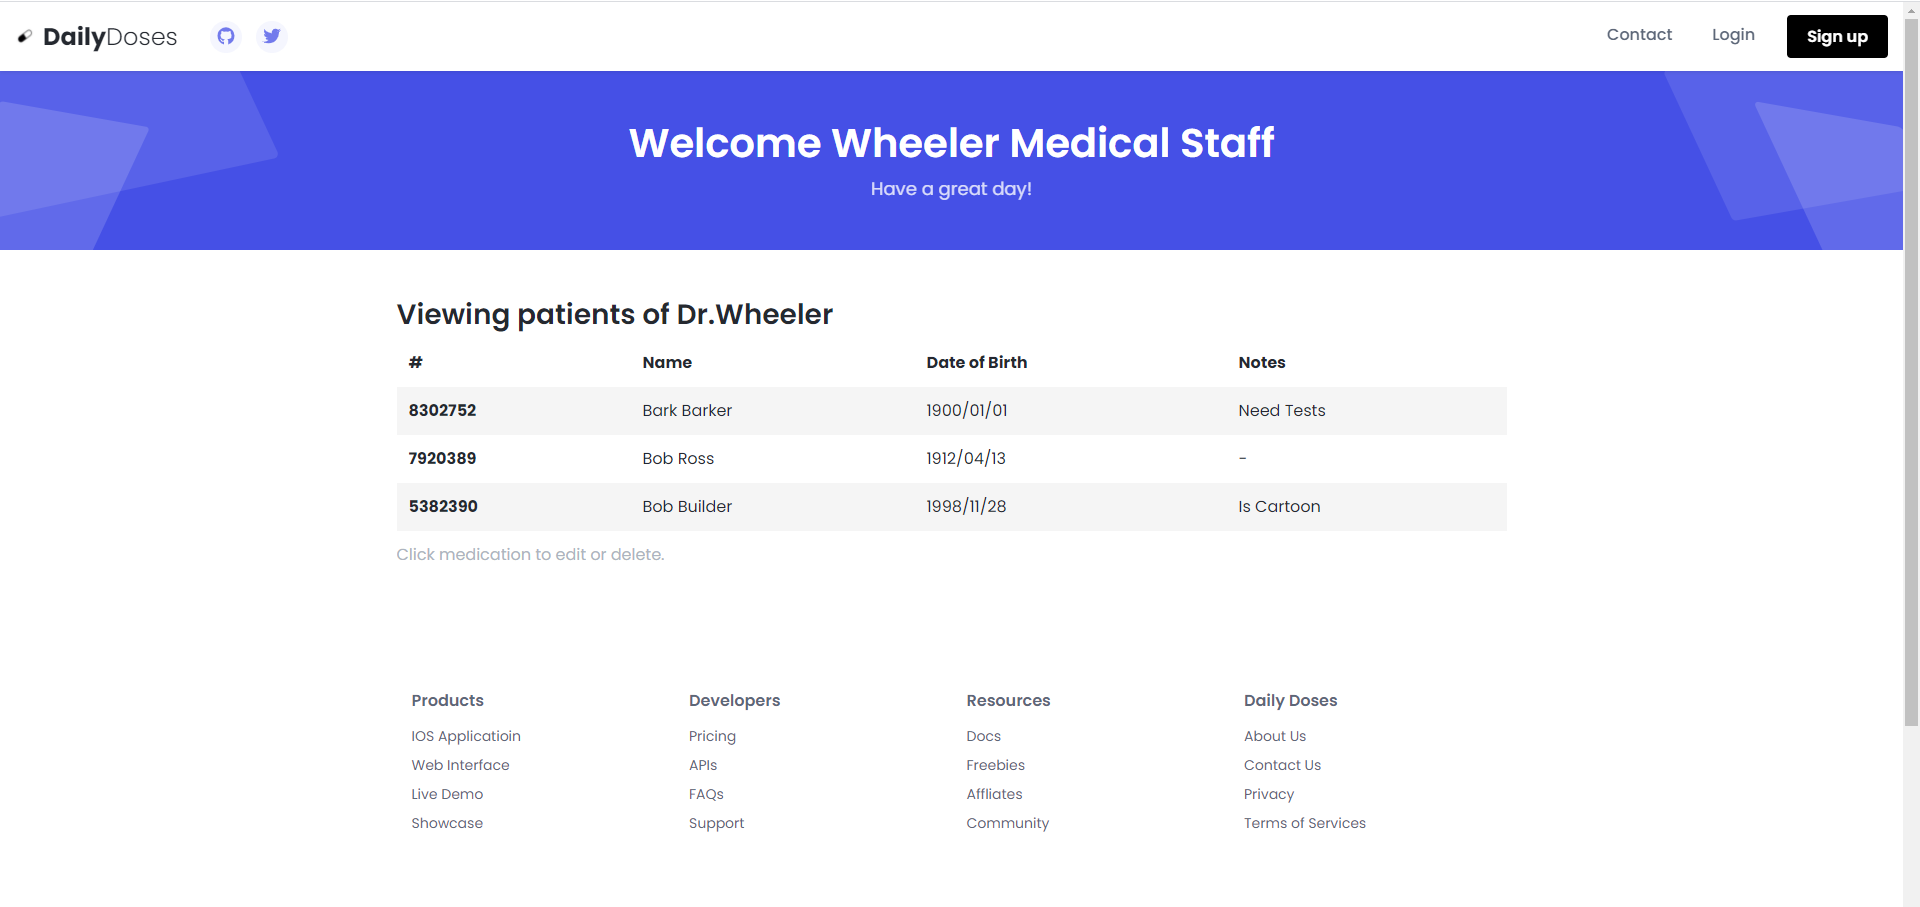 DailyDoses Contact Login Sign up
Welcome Wheeler Medical Staff
Have a great day!
Viewing patients of Dr.Wheeler
# Name Date of Birth Notes
8302752 Bark Barker 1900/01/01 Need Tests
7920389 Bob Ross 1912/04/13 -
5382390 Bob Builder 1998/11/28 Is Cartoon
Click medication to edit or delete.
Products Developers Resources Daily Doses
IOS Applicatioin Pricing Docs About Us
Web Interface APIs Freebies Contact Us
Live Demo FAQs Affliates Privacy
Showcase Support Community Terms of Services